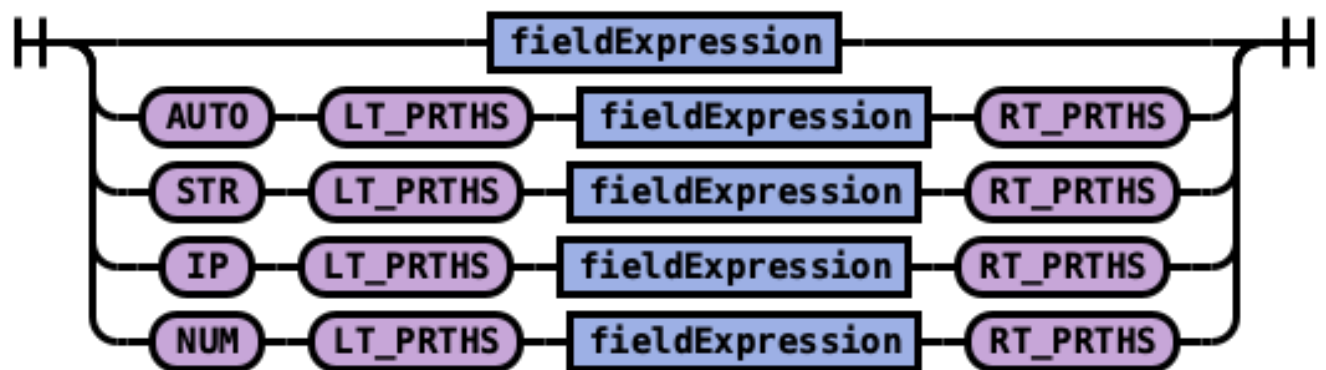 fieldExpression
AUTO LT_PRTHS fieldExpression RT_PRTHS
STR LT_PRTHS fieldExpression RT_PRTHS
IP LT_PRTHS fieldExpression RT_PRTHS
NUM LT_PRTHS fieldExpression RT_PRTHS